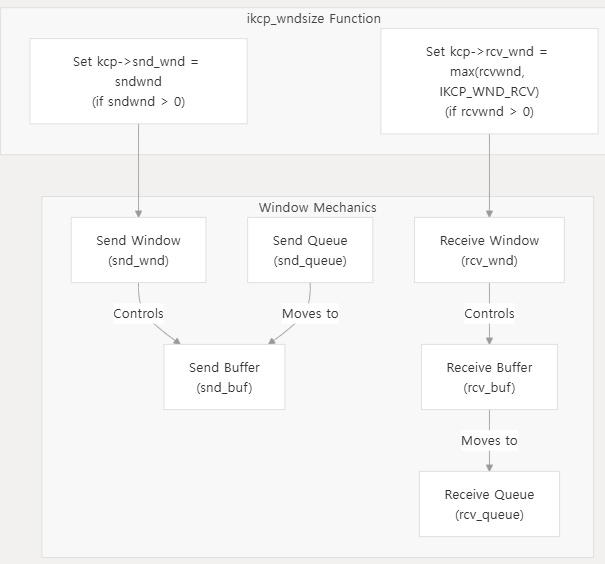 ikcp_wndsize Function
Set kcp->snd_wnd =
sndwnd
(if sndwnd > 0)
Set kcp->rcv_wnd =
max(rcvwnd,
IKCP_WND_RCV)
(if rcvwnd > 0)
Window Mechanics
Send Window
(snd_wnd)
Send Queue
(snd_queue)
Receive Window
(rcv_wnd)
Controls
Moves to
Controls
Send Buffer
(snd_buf)
Receive Buffer
(rcv_buf)
Moves to
Receive Queue
(rcv_queue)